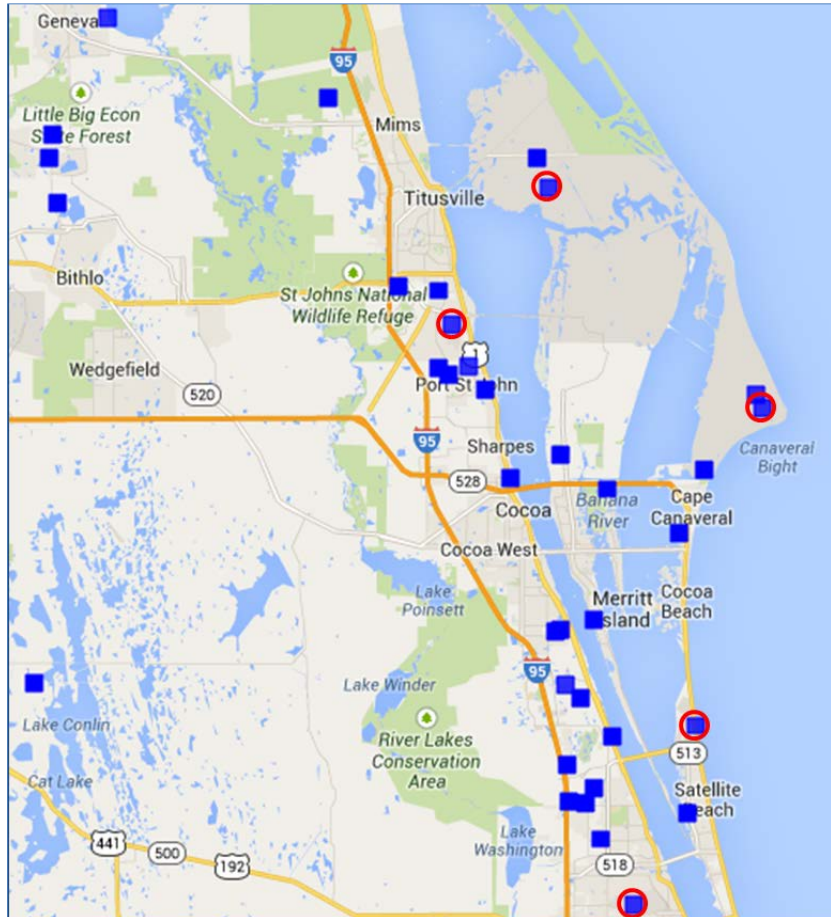 Geneva
95
Little Big Econ
State Forest
Mims
Titusville
Bithlo
St Johns National
Wildlife Refuge
1
Wedgefield
520
Port St John
95
Sharpes
Canaveral
Bight
528
Cocoa
Banana
River
Cape
Canaveral
Cocoa West
Lake
Poinsett
Merritt
Island
Cocoa
Beach
95
Lake Winder
Lake Conlin
River Lakes
Conservation
Area
513
Cat Lake
Satellite
Beach
Lake
Washington
441
500
192
518